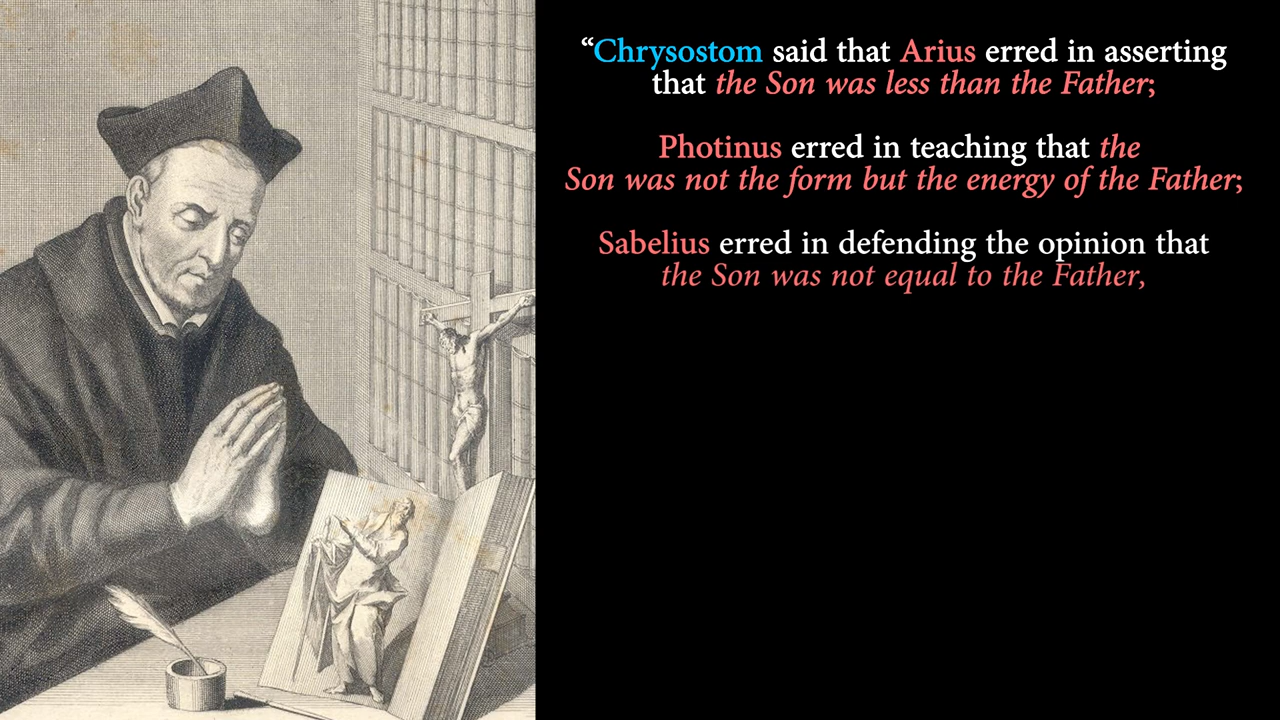 “Chrysostom said that Arius erred in asserting
that the Son was less than the Father;
Photinus erred in teaching that the
Son was not the form but the energy of the Father;
Sabelius erred in defending the opinion that
the Son was not equal to the Father,